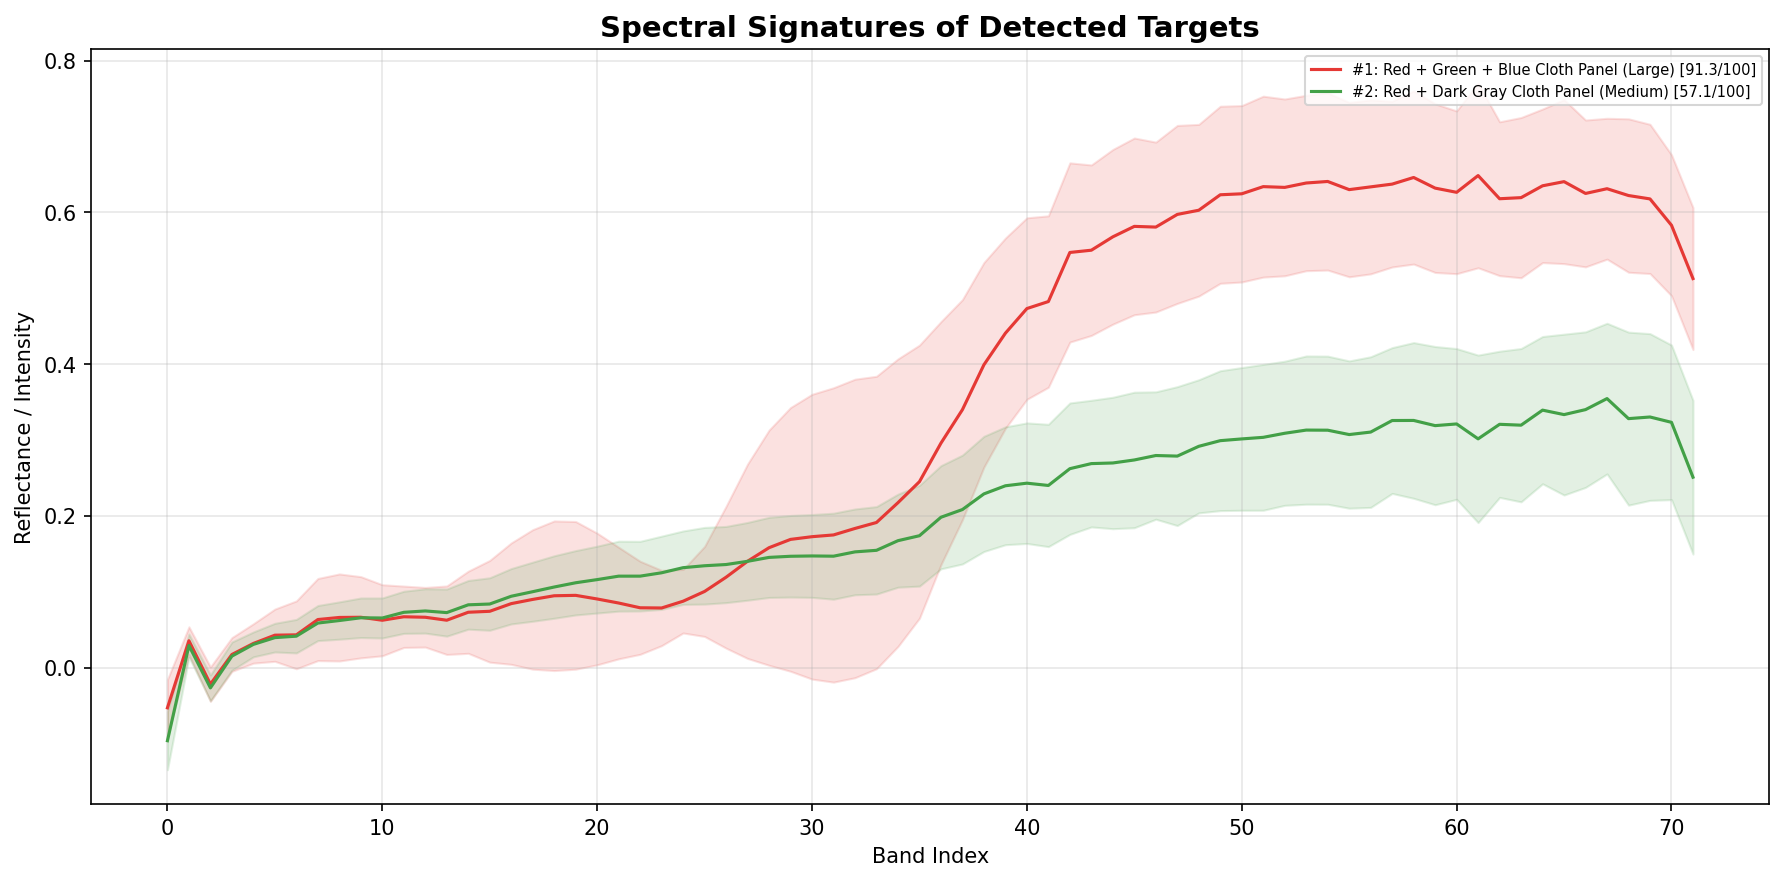 Spectral Signatures of Detected Targets
#1: Red + Green + Blue Cloth Panel (Large) [91.3/100]
#2: Red + Dark Gray Cloth Panel (Medium) [57.1/100]
Reflectance / Intensity
0.8
0.6
0.4
0.2
0.0
0 10 20 30 40 50 60 70
Band Index